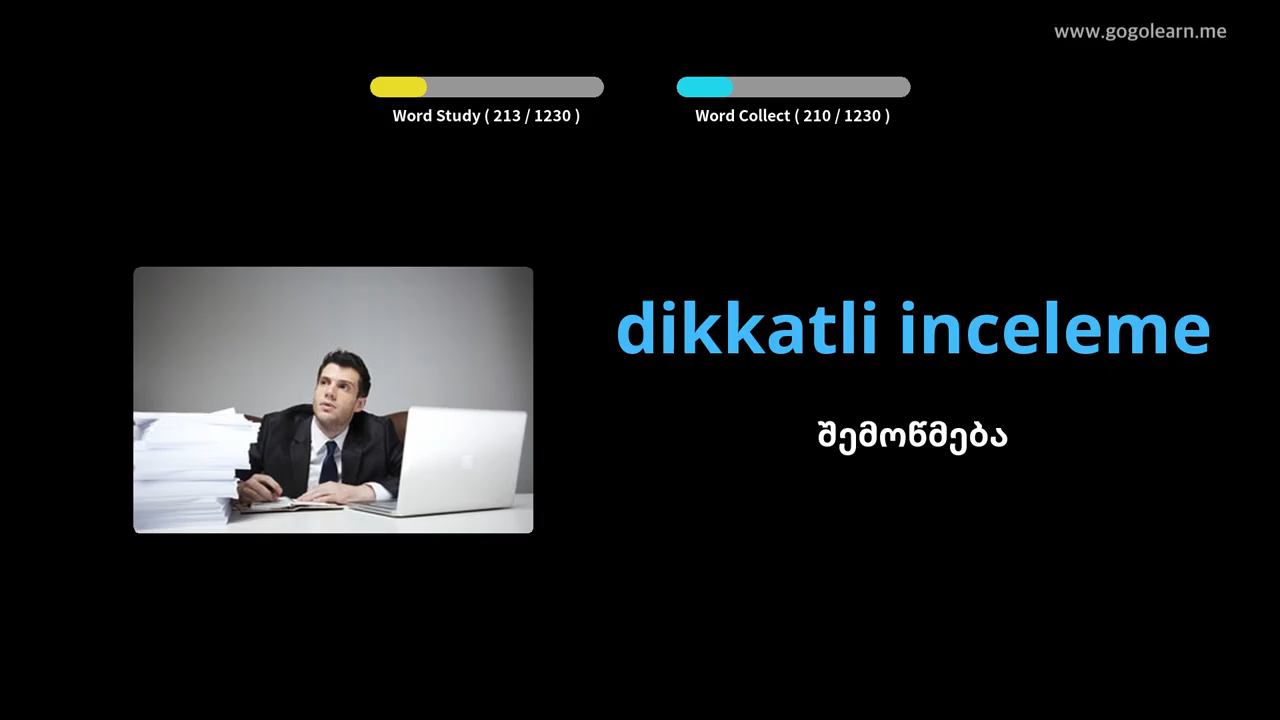 www.gogolearn.me
Word Study ( 213 / 1230 )
Word Collect ( 210 / 1230 )
dikkatli inceleme
შემოწმება